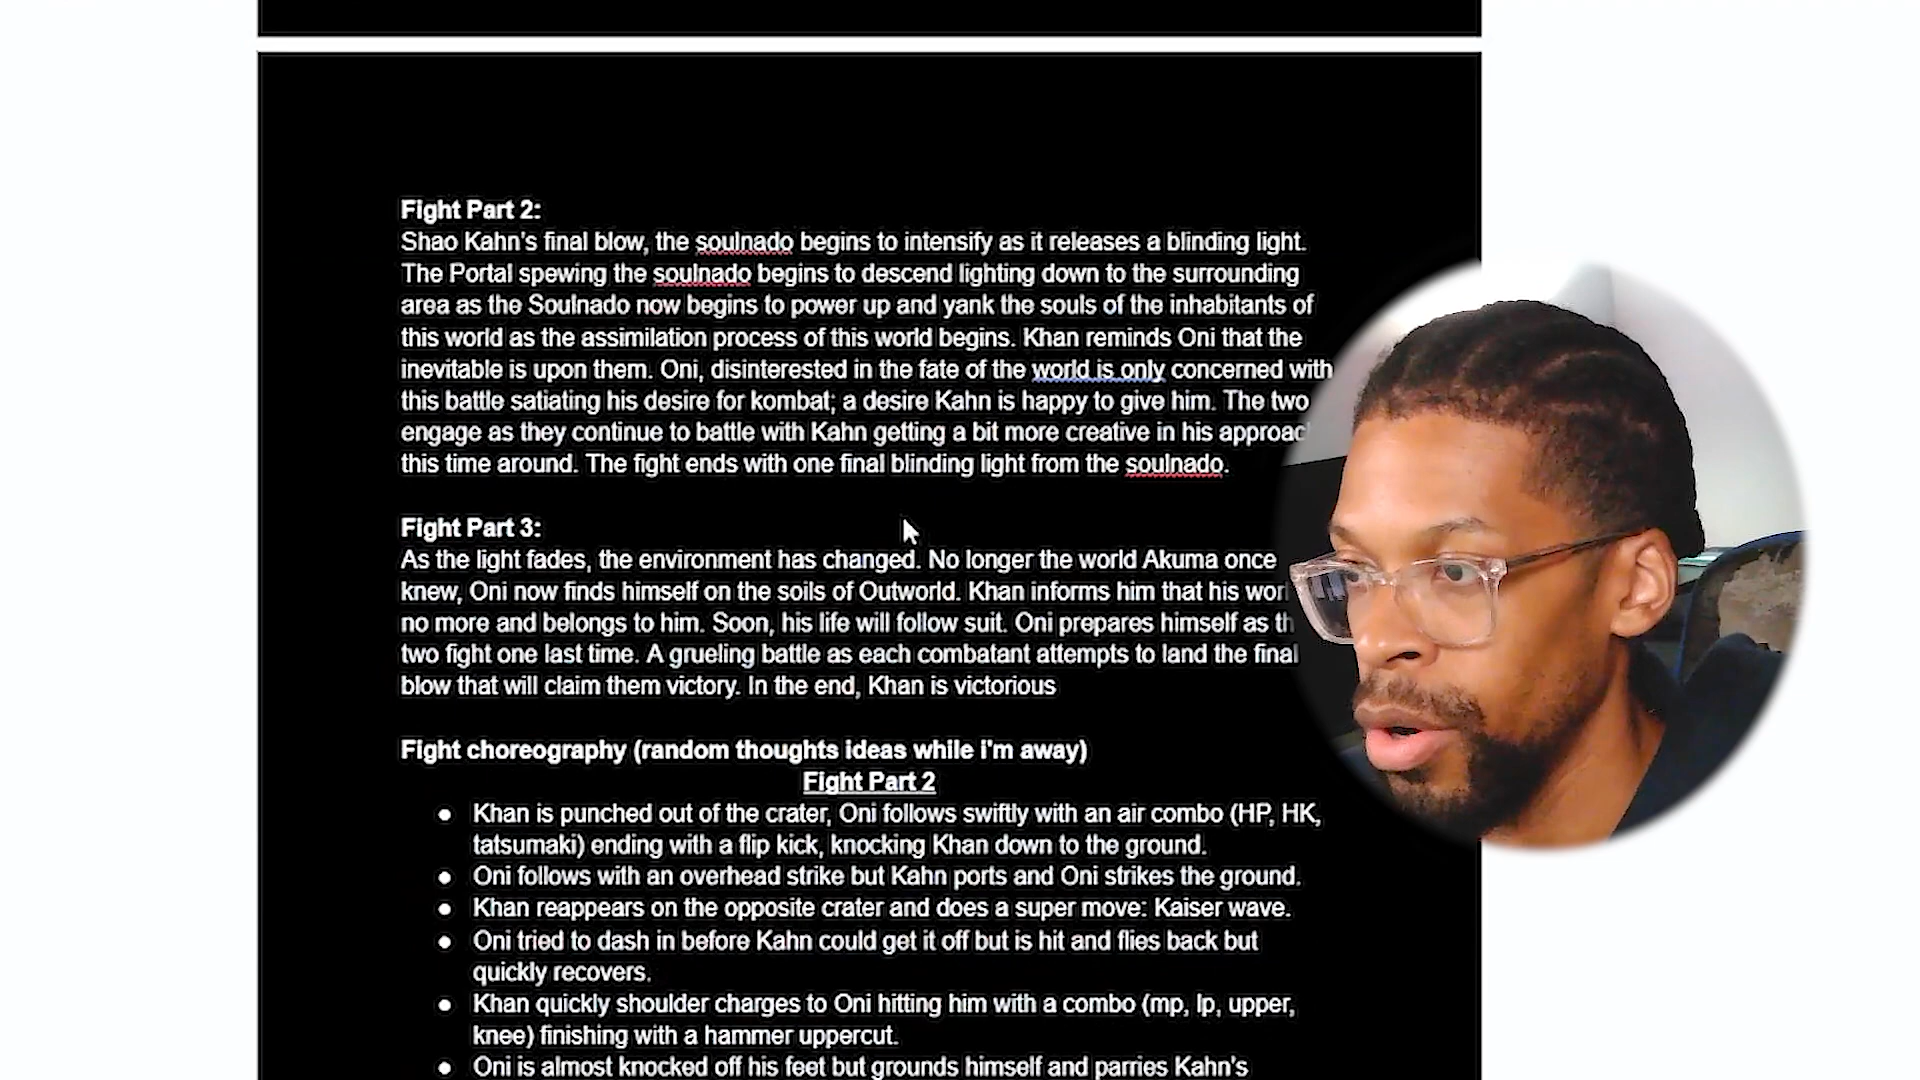 Fight Part 2:
Shao Kahn's final blow, the soulnado begins to intensify as it releases a blinding light.
The Portal spewing the soulnado begins to descend lighting down to the surrounding
area as the Soulnado now begins to power up and yank the souls of the inhabitants of
this world as the assimilation process of this world begins. Khan reminds Oni that the
inevitable is upon them. Oni, disinterested in the fate of the world is only concerned with
this battle satiating his desire for kombat; a desire Kahn is happy to give him. The two
engage as they continue to battle with Kahn getting a bit more creative in his
this time around. The fight ends with one final blinding light from the soulnado.
Fight Part 3:
As the light fades, the environment has changed. No longer the world Akuma once
knew, Oni now finds himself on the soils of Outworld. Khan informs him that his
no more and belongs to him. Soon, his life will follow suit. Oni prepares himself as
two fight one last time. A grueling battle as each combatant attempts to land the final
blow that will claim them victory. In the end, Khan is victorious
Fight choreography (random thoughts ideas while i'm away)
Fight Part 2
● Khan is punched out of the crater, Oni follows swiftly with an air combo (HP, HK,
tatsumaki) ending with a flip kick, knocking Khan down to the ground.
● Oni follows with an overhead strike but Kahn ports and Oni strikes the ground.
● Khan reappears on the opposite crater and does a super move: Kaiser wave.
● Oni tried to dash in before Kahn could get it off but is hit and flies back but
quickly recovers.
● Khan quickly shoulder charges to Oni hitting him with a combo (mp, lp, upper,
knee) finishing with a hammer uppercut.
● Oni is almost knocked off his feet but grounds himself and parries Kahn's